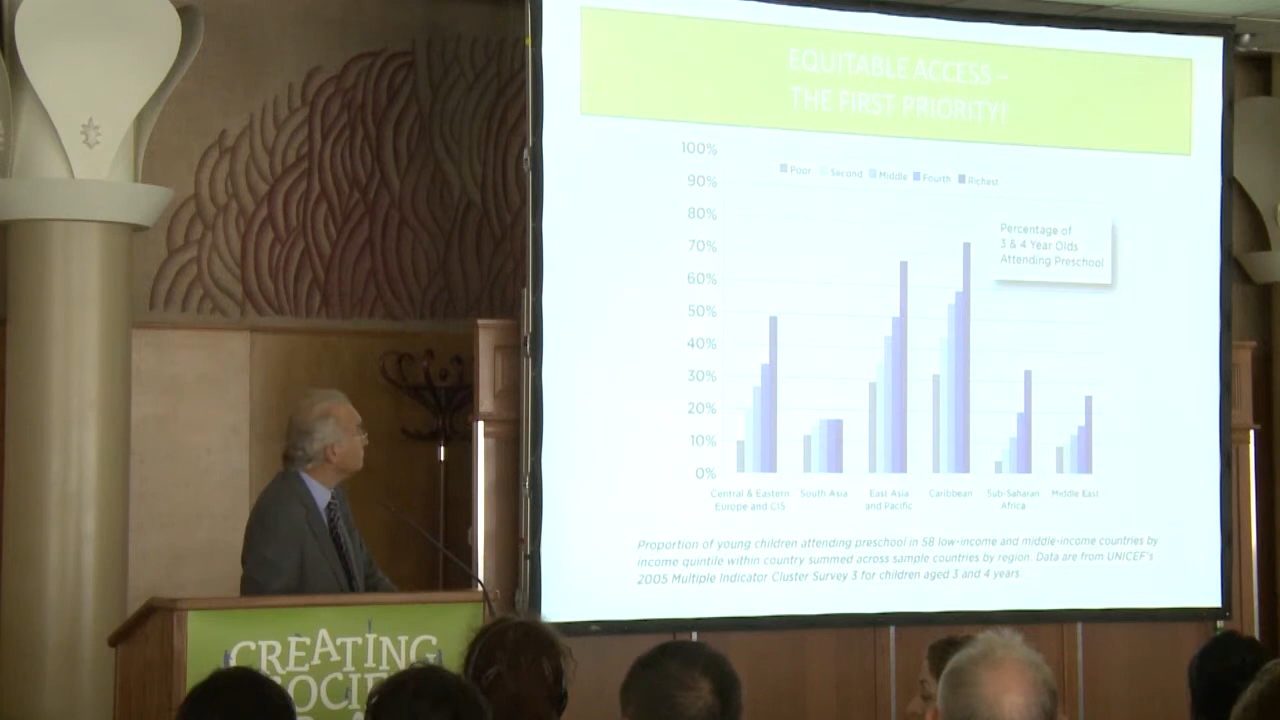 EQUITABLE ACCESS –
THE FIRST PRIORITY!
100%
90%
80%
70%
60%
50%
40%
30%
20%
10%
0%
Poor Second Middle Fourth Richest
Percentage of
3 & 4 Year Olds
Attending Preschool
Central & Eastern
Europe and CIS
South Asia
East Asia
and Pacific
Caribbean
Sub-Saharan
Africa
Middle East
Proportion of young children attending preschool in 58 low-income and middle-income countries by
income quintile within country summed across sample countries by region. Data are from UNICEF's
2005 Multiple Indicator Cluster Survey 3 for children aged 3 and 4 years
CREATING